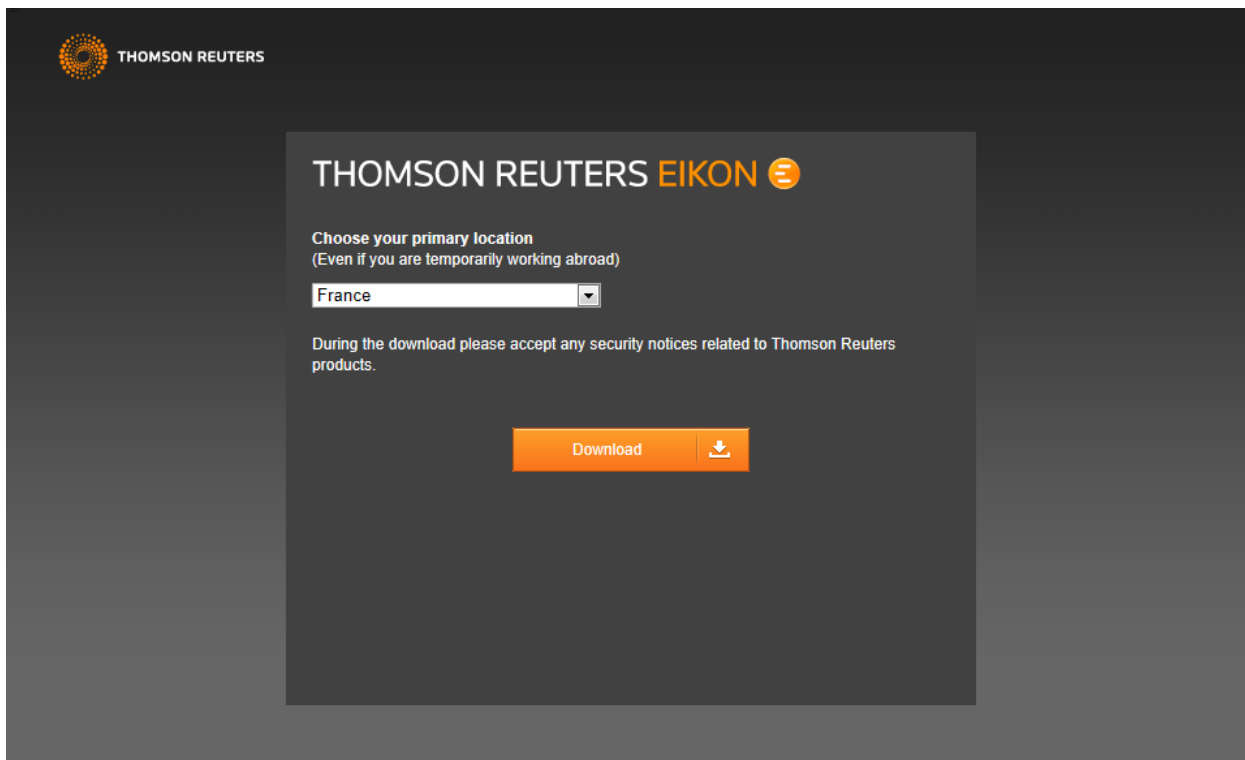 THOMSON REUTERS
THOMSON REUTERS EIKON
Choose your primary location
(Even if you are temporarily working abroad)
France
During the download please accept any security notices related to Thomson Reuters
products.
Download